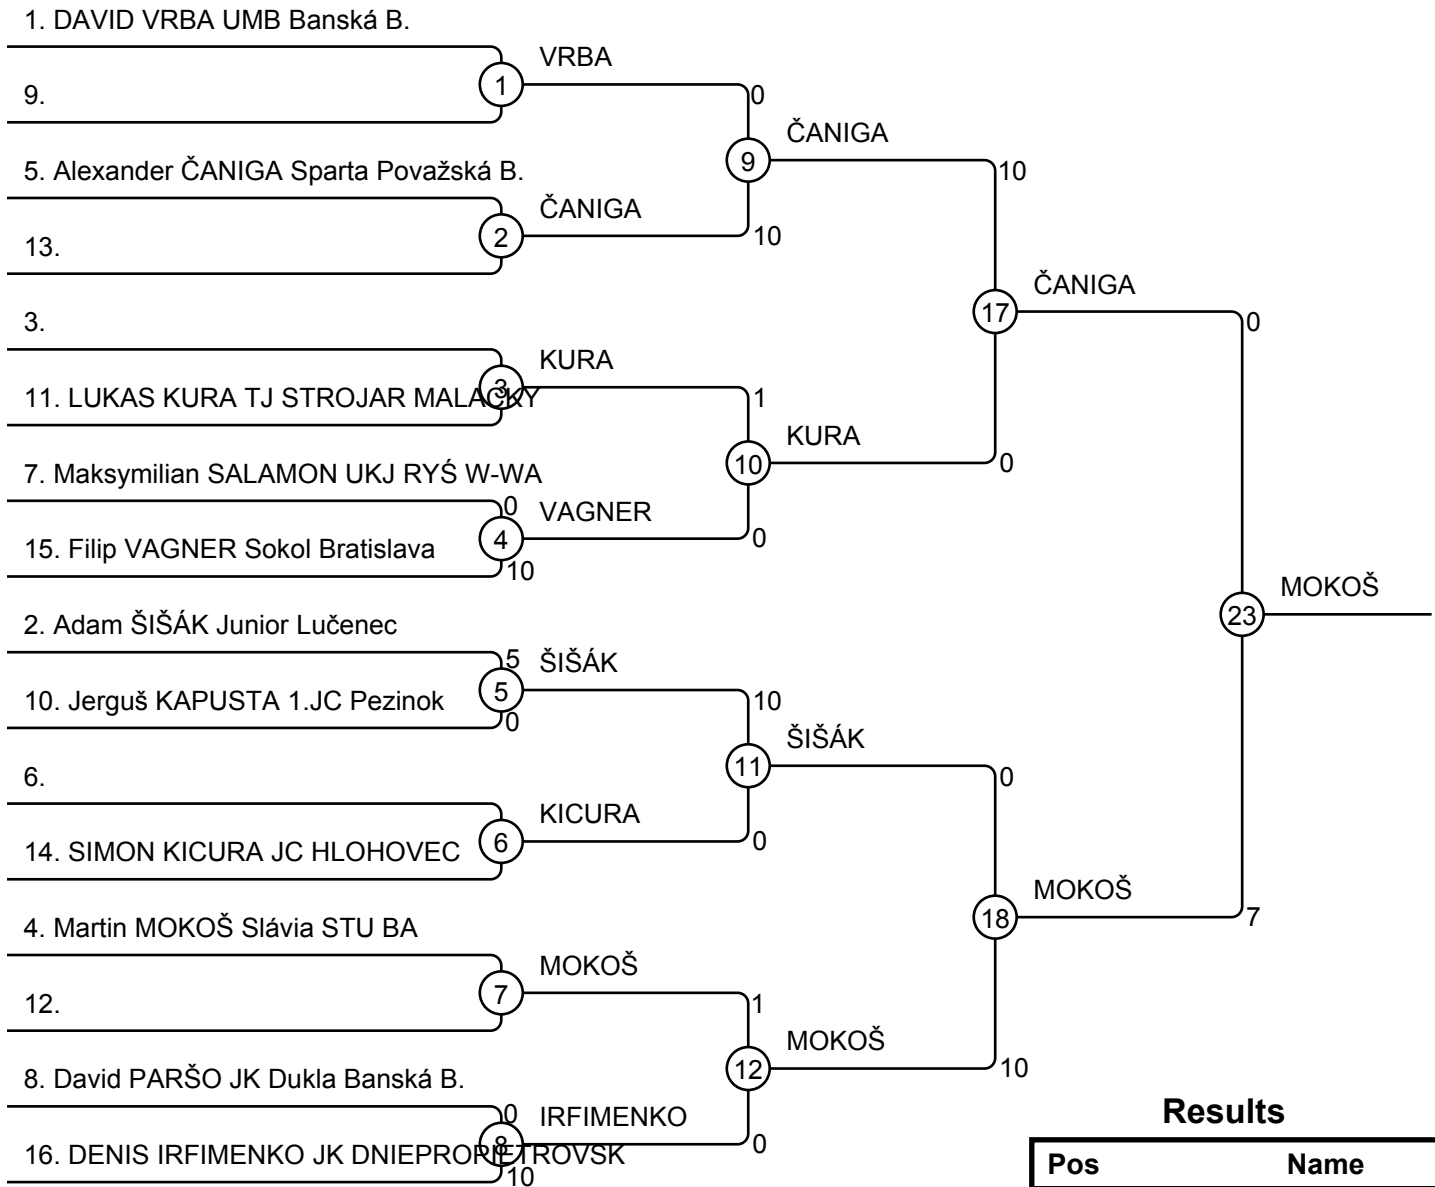 1. DAVID VRBA UMB Banská B.
VRBA
9.
1
0
ČANIGA
5. Alexander ČANIGA Sparta Považská B.
9
10
ČANIGA
13.
2
10
ČANIGA
3.
17
0
KURA
11. LUKAS KURA TJ STROJAR MALACKY
3
1
KURA
7. Maksymilian SALAMON UKJ RYŚ W-WA
10
0
0
VAGNER
15. Filip VAGNER Sokol Bratislava
4
0
10
MOKOŠ
2. Adam ŠIŠÁK Junior Lučenec
23
5
ŠIŠÁK
10. Jerguš KAPUSTA 1.JC Pezinok
5
10
0
ŠIŠÁK
6.
11
0
KICURA
14. SIMON KICURA JC HLOHOVEC
6
0
MOKOŠ
4. Martin MOKOŠ Slávia STU BA
18
7
MOKOŠ
12.
7
1
MOKOŠ
8. David PARŠO JK Dukla Banská B.
12
10
0
IRFIMENKO
16. DENIS IRFIMENKO JK DNIEPROPIETROVSK
8
0
10
Results
Pos Name